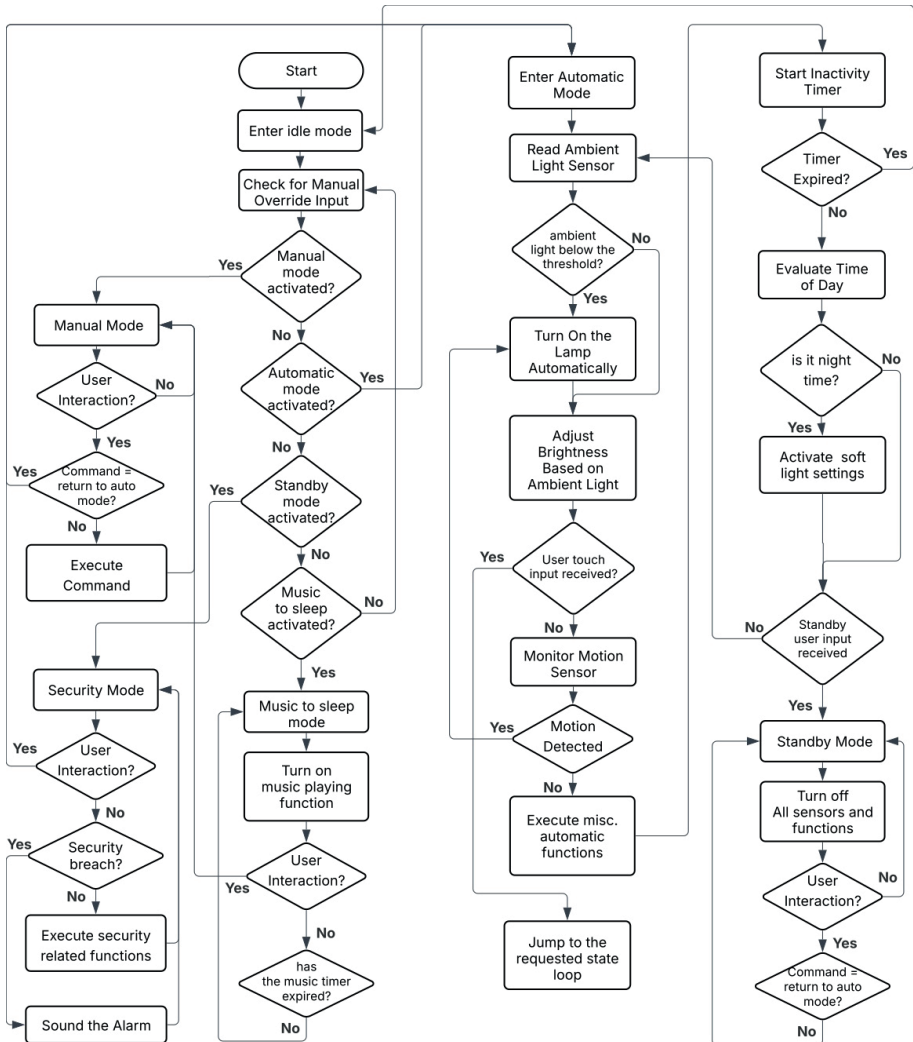 Start
Enter idle mode
Check for Manual
Override Input
Manual
mode
activated?
Yes
No
Manual Mode
User
Interaction?
No
Yes
Command =
return to auto
mode?
Yes
No
Execute
Command
Automatic
mode
activated?
Yes
No
Standby
mode
activated?
Yes
No
Music
to sleep
activated?
No
Yes
Security Mode
User
Interaction?
Yes
No
Security
breach?
Yes
No
Execute security
related functions
Sound the Alarm
Music to sleep
mode
Turn on
music playing
function
User
Interaction?
Yes
No
has
the music timer
expired?
No
Enter Automatic
Mode
Read Ambient
Light Sensor
ambient
light below the
threshold?
No
Yes
Turn On the
Lamp
Automatically
Adjust
Brightness
Based on
Ambient Light
User touch
input received?
Yes
No
Monitor Motion
Sensor
Motion
Detected
Yes
No
Execute misc.
automatic
functions
Jump to the
requested state
loop
Start Inactivity
Timer
Timer
Expired?
Yes
No
Evaluate Time
of Day
is it night
time?
No
Yes
Activate soft
light settings
Standby
user input
received
No
Yes
Standby Mode
Turn off
All sensors and
functions
User
Interaction?
No
Yes
Command =
return to auto
mode?
No